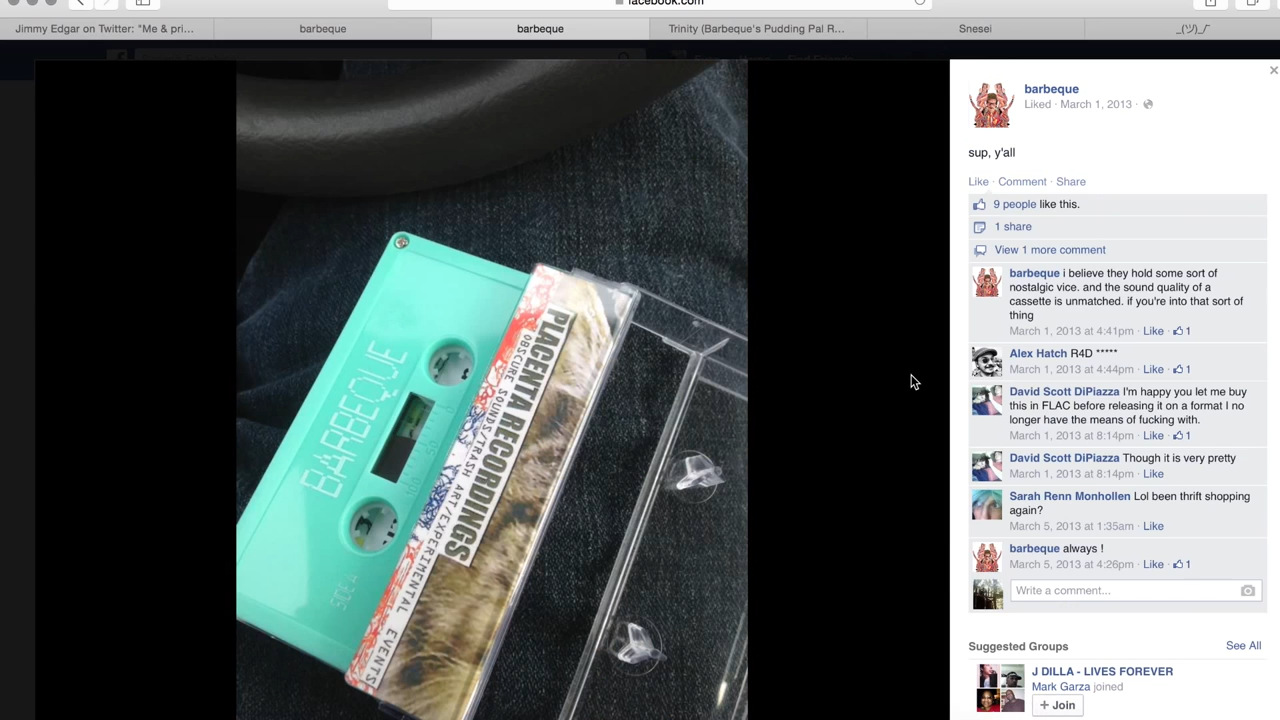 facebook.com
Jimmy Edgar on Twitter: "Me & pri...
barbeque
barbeque
Trinity (Barbeque's Pudding Pal R...
Snesei
_(ツ)_/¯
barbeque
Liked · March 1, 2013 ·
sup, y'all
Like · Comment · Share
9 people like this.
1 share
View 1 more comment
barbeque i believe they hold some sort of
nostalgic vice. and the sound quality of a
cassette is unmatched. if you're into that sort of
thing
March 1, 2013 at 4:41pm · Like · 1
Alex Hatch R4D *****
March 1, 2013 at 4:44pm · Like · 1
David Scott DiPiazza I'm happy you let me buy
this in FLAC before releasing it on a format I no
longer have the means of fucking with.
March 1, 2013 at 8:14pm · Like · 1
David Scott DiPiazza Though it is very pretty
March 1, 2013 at 8:14pm · Like
Sarah Renn Monhollen Lol been thrift shopping
again?
March 5, 2013 at 1:35am · Like
barbeque always !
March 5, 2013 at 4:26pm · Like · 1
Write a comment...
Suggested Groups
See All
J DILLA - LIVES FOREVER
Mark Garza joined
+ Join
BARBEQUE
SIDE A
100
50
0
PLACENTA RECORDINGS
OBSCURE SOUNDS/TRASH ART/EXPERIMENTAL EVENTS